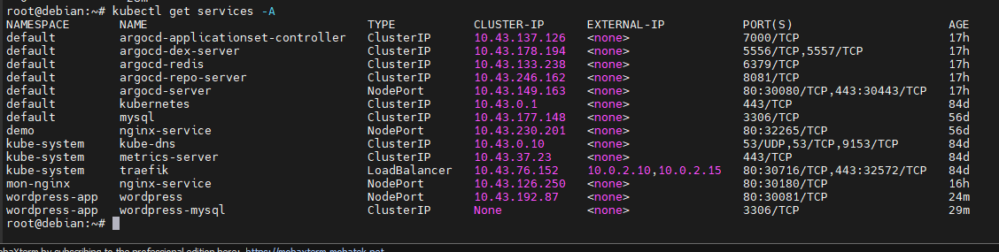 root@debian:~# kubectl get services -A
NAMESPACE NAME TYPE CLUSTER-IP EXTERNAL-IP PORT(S) AGE
default argocd-applicationset-controller ClusterIP 10.43.137.126 <none> 7000/TCP 17h
default argocd-dex-server ClusterIP 10.43.178.194 <none> 5556/TCP,5557/TCP 17h
default argocd-redis ClusterIP 10.43.133.238 <none> 6379/TCP 17h
default argocd-repo-server ClusterIP 10.43.246.162 <none> 8081/TCP 17h
default argocd-server NodePort 10.43.149.163 <none> 80:30080/TCP,443:30443/TCP 17h
default kubernetes ClusterIP 10.43.0.1 <none> 443/TCP 84d
default mysql ClusterIP 10.43.177.148 <none> 3306/TCP 56d
demo nginx-service NodePort 10.43.230.201 <none> 80:32265/TCP 56d
kube-system kube-dns ClusterIP 10.43.0.10 <none> 53/UDP,53/TCP,9153/TCP 84d
kube-system metrics-server ClusterIP 10.43.37.23 <none> 443/TCP 84d
kube-system traefik LoadBalancer 10.43.76.152 10.0.2.10,10.0.2.15 80:30716/TCP,443:32572/TCP 84d
mon-nginx nginx-service NodePort 10.43.126.250 <none> 80:30180/TCP 16h
wordpress-app wordpress NodePort 10.43.192.87 <none> 80:30081/TCP 24m
wordpress-app wordpress-mysql ClusterIP None <none> 3306/TCP 29m
root@debian:~#
by subscribing to the professional edition here: https://mobaxterm.mobatek.net